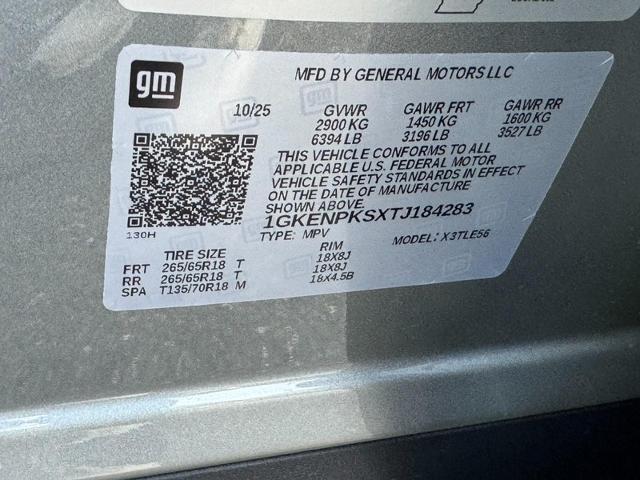 gm
MFD BY GENERAL MOTORS LLC
10/25 GVWR GAWR FRT GAWR RR
2900 KG 1450 KG 1600 KG
6394 LB 3196 LB 3527 LB
THIS VEHICLE CONFORMS TO ALL
APPLICABLE U.S. FEDERAL MOTOR
VEHICLE SAFETY STANDARDS IN EFFECT
ON THE DATE OF MANUFACTURE
SHOWN ABOVE.
1GKENPKSXTJ184283
130H TYPE: MPV MODEL: X3TLE56
TIRE SIZE RIM
FRT 265/65R18 T 18X8J
RR 265/65R18 T 18X8J
SPA T135/70R18 M 18X4.5B